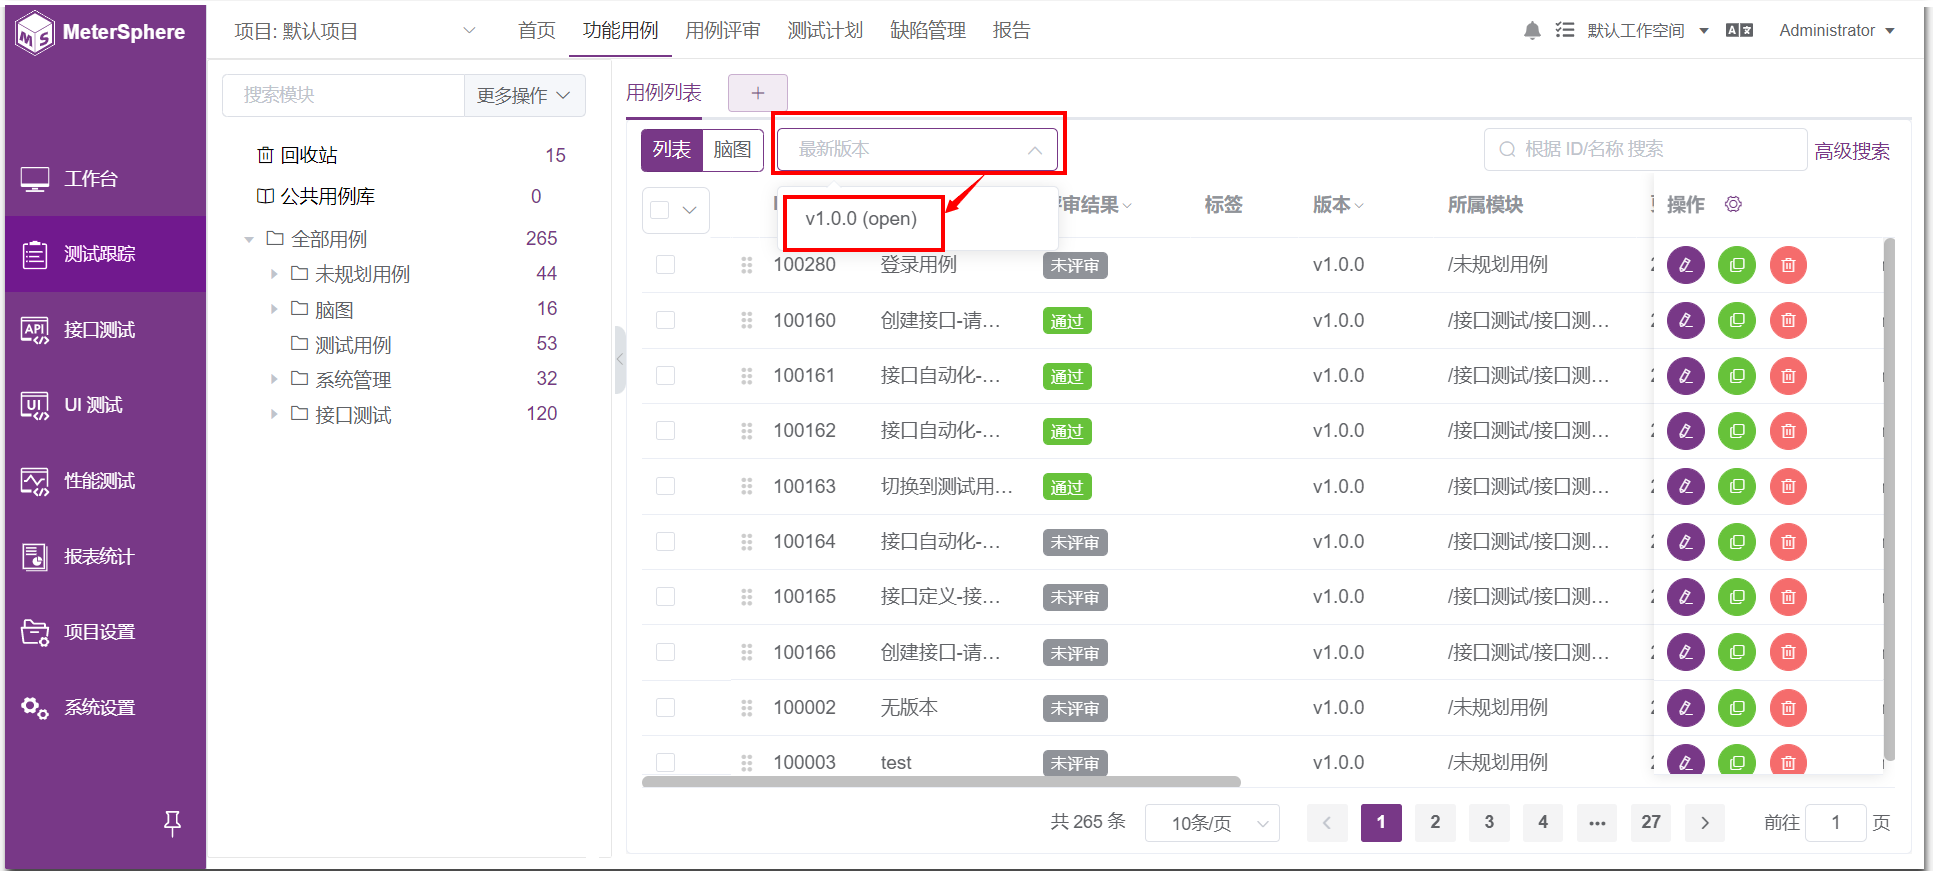 MeterSphere
项目: 默认项目
首页
功能用例
用例评审
测试计划
缺陷管理
报告
默认工作空间
Administrator
工作台
测试跟踪
接口测试
UI 测试
性能测试
报表统计
项目设置
系统设置
搜索模块
更多操作
回收站 15
公共用例库 0
全部用例 265
未规划用例 44
脑图 16
测试用例 53
系统管理 32
接口测试 120
用例列表
+
列表
脑图
最新版本
根据 ID/名称 搜索
高级搜索
v1.0.0 (open)
审结果 标签 版本 所属模块 操作
100280 登录用例 未评审 v1.0.0 /未规划用例
100160 创建接口-请... 通过 v1.0.0 /接口测试/接口测...
100161 接口自动化-... 通过 v1.0.0 /接口测试/接口测...
100162 接口自动化-... 通过 v1.0.0 /接口测试/接口测...
100163 切换到测试用... 通过 v1.0.0 /接口测试/接口测...
100164 接口自动化-... 未评审 v1.0.0 /接口测试/接口测...
100165 接口定义-接... 未评审 v1.0.0 /接口测试/接口测...
100166 创建接口-请... 未评审 v1.0.0 /接口测试/接口测...
100002 无版本 未评审 v1.0.0 /未规划用例
100003 test 未评审 v1.0.0 /未规划用例
共 265 条
10条/页
1 2 3 4 ... 27
前往 1 页